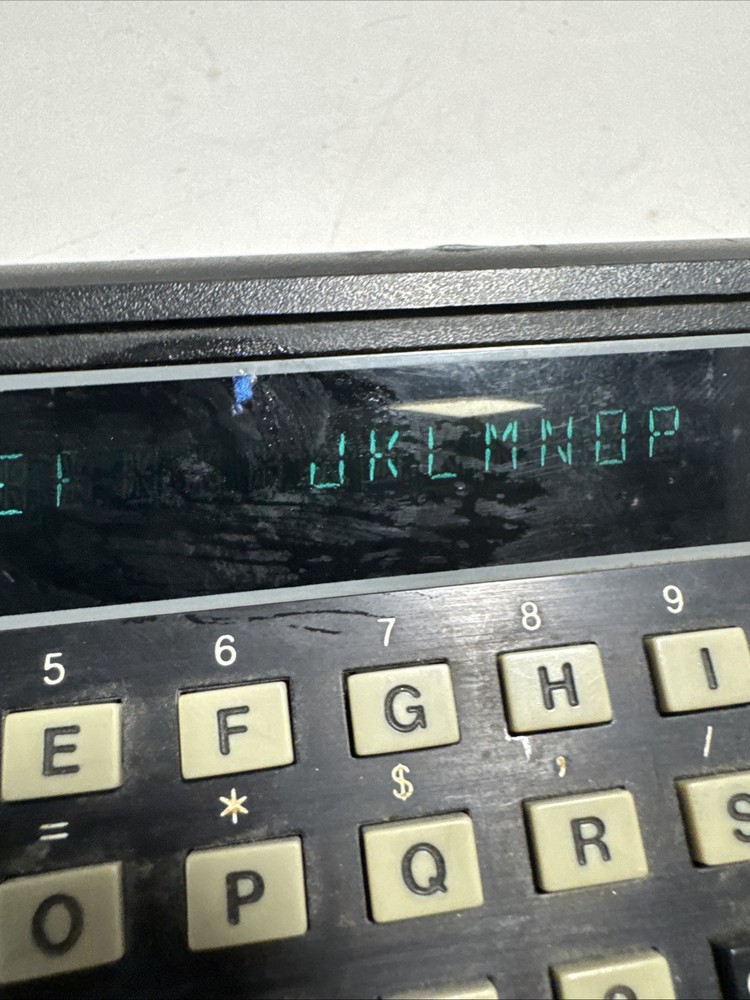 JKLMNOP
5 6 7 8 9
E F G H I
= * $ , /
O P Q R S